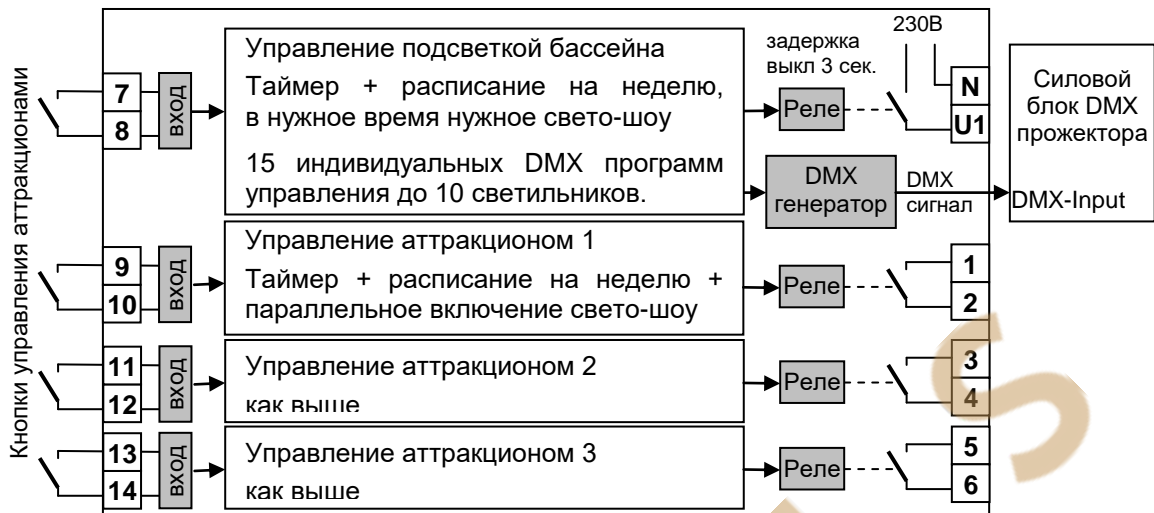 Кнопки управления аттракционами
7
8
вход
Управление подсветкой бассейна
Таймер + расписание на неделю,
в нужное время нужное свето-шоу
15 индивидуальных DMX программ
управления до 10 светильников.
задержка
выкл 3 сек.
230В
Реле
N
U1
Силовой
блок DMX
прожектора
DMX
генератор
DMX
сигнал
DMX-Input
9
10
вход
Управление аттракционом 1
Таймер + расписание на неделю +
параллельное включение свето-шоу
Реле
1
2
11
12
вход
Управление аттракционом 2
как выше
Реле
3
4
13
14
вход
Управление аттракционом 3
как выше
Реле
5
6
S